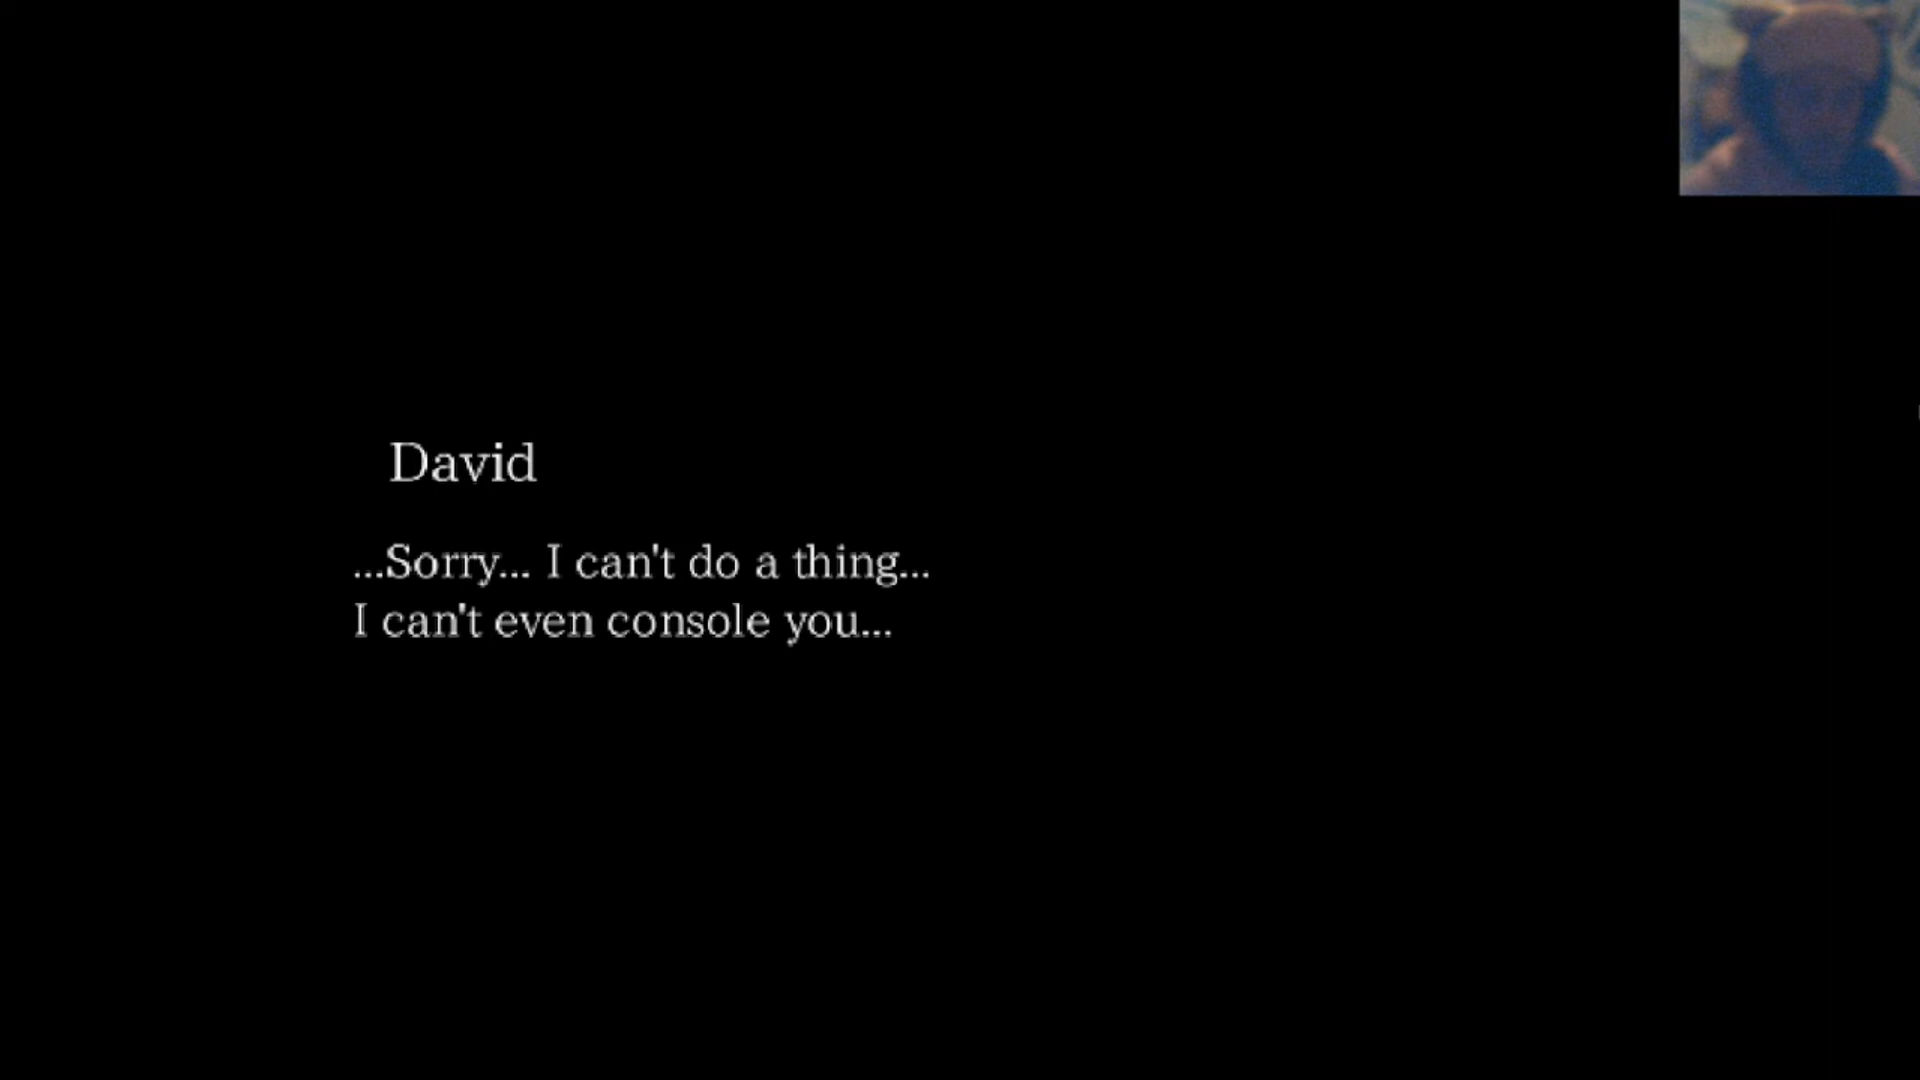 David
...Sorry... I can't do a thing...
I can't even console you...